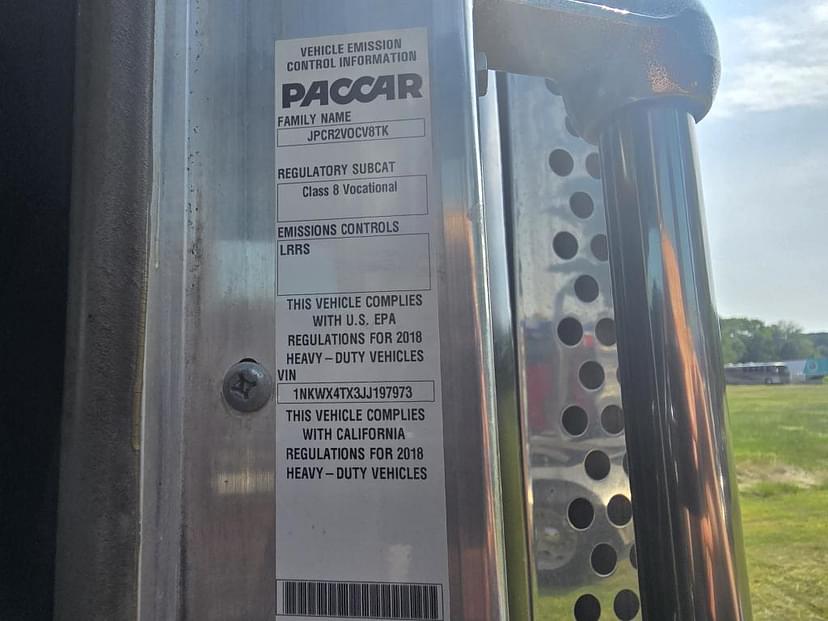 VEHICLE EMISSION
CONTROL INFORMATION
PACCAR
FAMILY NAME
JPCR2VOCV8TK
REGULATORY SUBCAT
Class 8 Vocational
EMISSIONS CONTROLS
LRRS
THIS VEHICLE COMPLIES
WITH U.S. EPA
REGULATIONS FOR 2018
HEAVY-DUTY VEHICLES
VIN
1NKWX4TX3JJ197973
THIS VEHICLE COMPLIES
WITH CALIFORNIA
REGULATIONS FOR 2018
HEAVY-DUTY VEHICLES